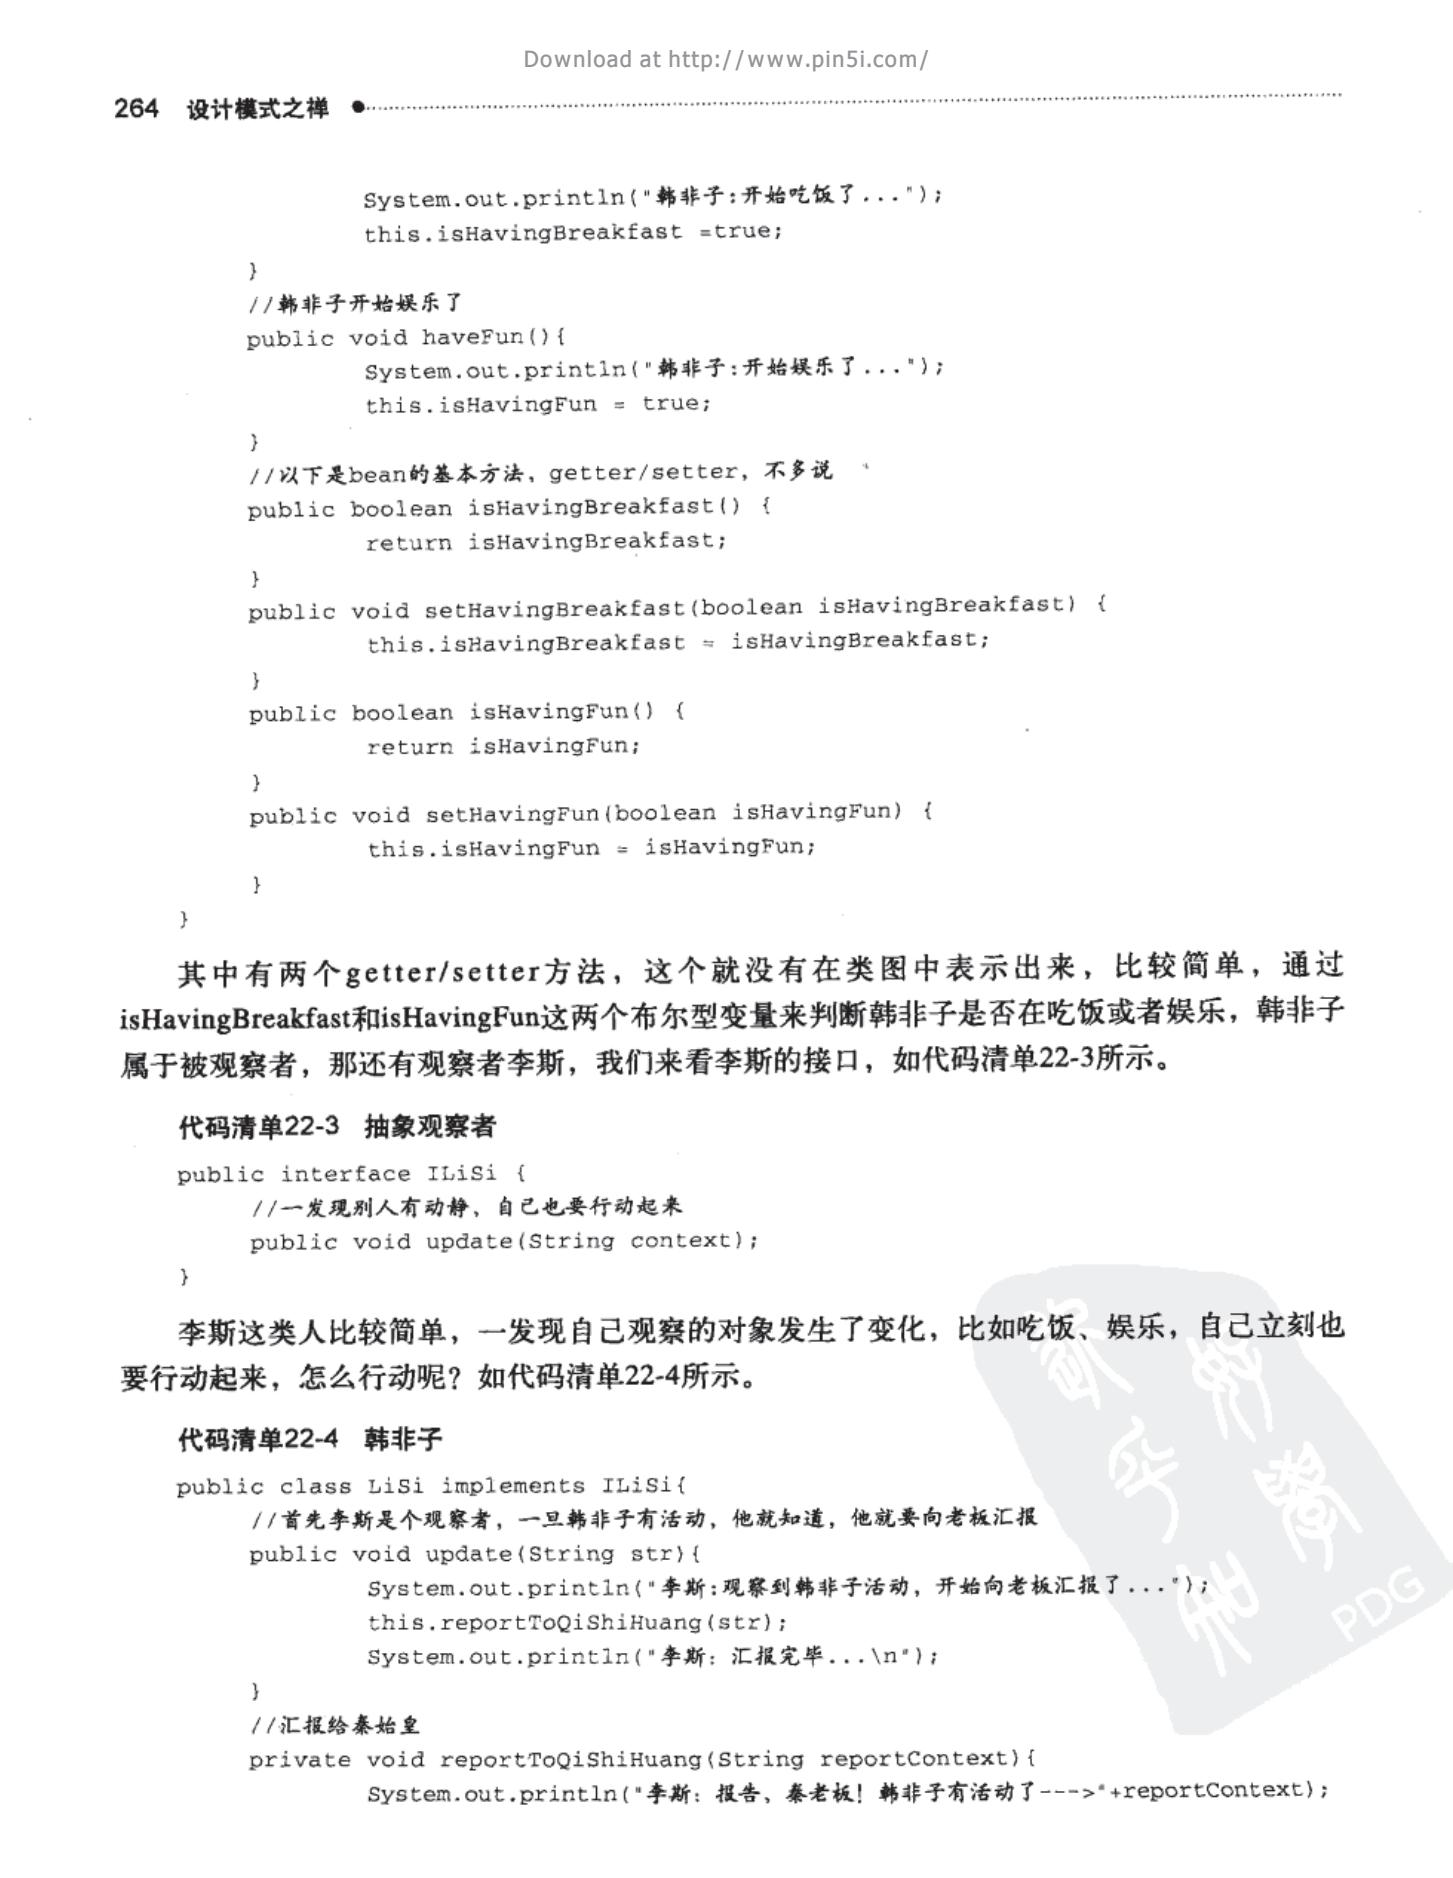 Download at http://www.pin5i.com/
264 设计模式之禅
System.out.println("韩非子:开始吃饭了...");
this.isHavingBreakfast =true;
}
//韩非子开始娱乐了
public void haveFun(){
System.out.println("韩非子:开始娱乐了...");
this.isHavingFun = true;
}
//以下是bean的基本方法，getter/setter，不多说
public boolean isHavingBreakfast() {
return isHavingBreakfast;
}
public void setHavingBreakfast(boolean isHavingBreakfast) {
this.isHavingBreakfast = isHavingBreakfast;
}
public boolean isHavingFun() {
return isHavingFun;
}
public void setHavingFun(boolean isHavingFun) {
this.isHavingFun = isHavingFun;
}
}
其中有两个getter/setter方法，这个就没有在类图中表示出来，比较简单，通过
isHavingBreakfast和isHavingFun这两个布尔型变量来判断韩非子是否在吃饭或者娱乐，韩非子
属于被观察者，那还有观察者李斯，我们来看李斯的接口，如代码清单22-3所示。
代码清单22-3 抽象观察者
public interface ILiSi {
//一发现别人有动静，自己也要行动起来
public void update(String context);
}
李斯这类人比较简单，一发现自己观察的对象发生了变化，比如吃饭、娱乐，自己立刻也
要行动起来，怎么行动呢？如代码清单22-4所示。
代码清单22-4 韩非子
public class LiSi implements ILiSi{
//首先李斯是个观察者，一旦韩非子有活动，他就知道，他就要向老板汇报
public void update(String str){
System.out.println("李斯:观察到韩非子活动，开始向老板汇报了...");
this.reportToQiShiHuang(str);
System.out.println("李斯：汇报完毕...\n");
}
//汇报给秦始皇
private void reportToQiShiHuang(String reportContext){
System.out.println("李斯：报告，秦老板！韩非子有活动了--->"+reportContext);
PDG